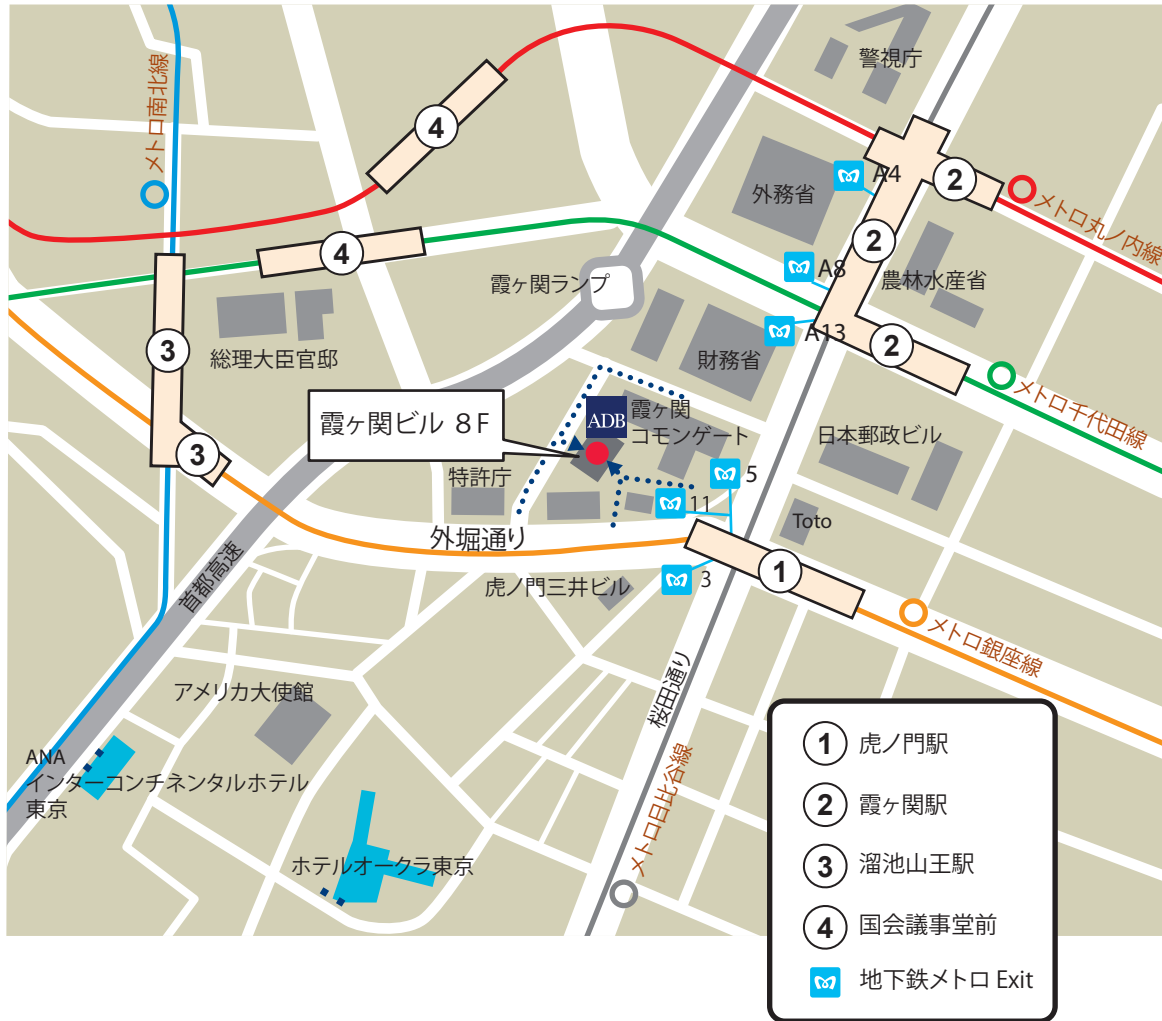 警視庁
メトロ南北線
4
A4
外務省
2
メトロ丸ノ内線
2
4
A8
農林水産省
霞ヶ関ランプ
A13
3
総理大臣官邸
財務省
2
メトロ千代田線
霞ヶ関ビル 8F
ADB
霞ヶ関
コモンゲート
日本郵政ビル
3
特許庁
5
11
Toto
外堀通り
首都高速
虎ノ門三井ビル
3
1
メトロ銀座線
桜田通り
アメリカ大使館
ANA
インターコンチネンタルホテル
東京
メトロ日比谷線
ホテルオークラ東京
1 虎ノ門駅
2 霞ヶ関駅
3 溜池山王駅
4 国会議事堂前
地下鉄メトロ Exit